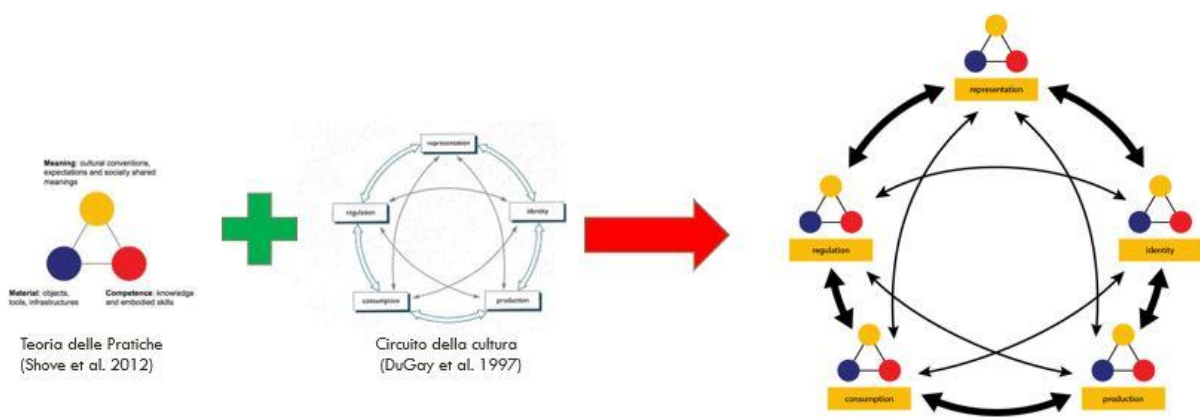 Meaning: cultural conventions,
expectations and socially shared
meanings
Material: objects,
tools, infrastructures
Competence: knowledge
and embodied skills
Teoria delle Pratiche
(Shove et al. 2012)
representation
regulation
identity
consumption
production
Circuito della cultura
(DuGay et al. 1997)
representation
regulation
identity
consumption
production